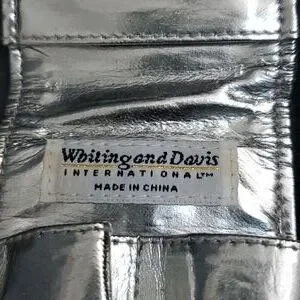 Whiting and Davis
INTERNATIONAL LTD
MADE IN CHINA